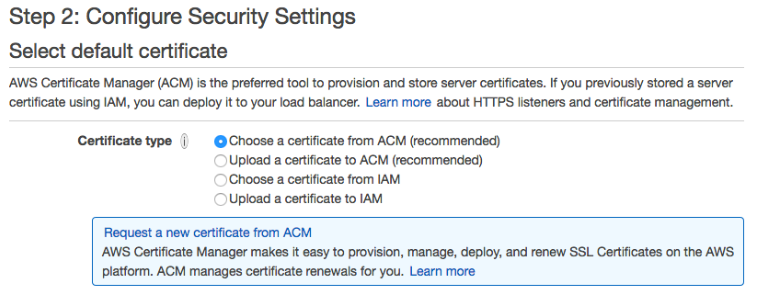 Step 2: Configure Security Settings
Select default certificate
AWS Certificate Manager (ACM) is the preferred tool to provision and store server certificates. If you previously stored a server
certificate using IAM, you can deploy it to your load balancer. Learn more about HTTPS listeners and certificate management.
Certificate type i Choose a certificate from ACM (recommended)
Upload a certificate to ACM (recommended)
Choose a certificate from IAM
Upload a certificate to IAM
Request a new certificate from ACM
AWS Certificate Manager makes it easy to provision, manage, deploy, and renew SSL Certificates on the AWS
platform. ACM manages certificate renewals for you. Learn more